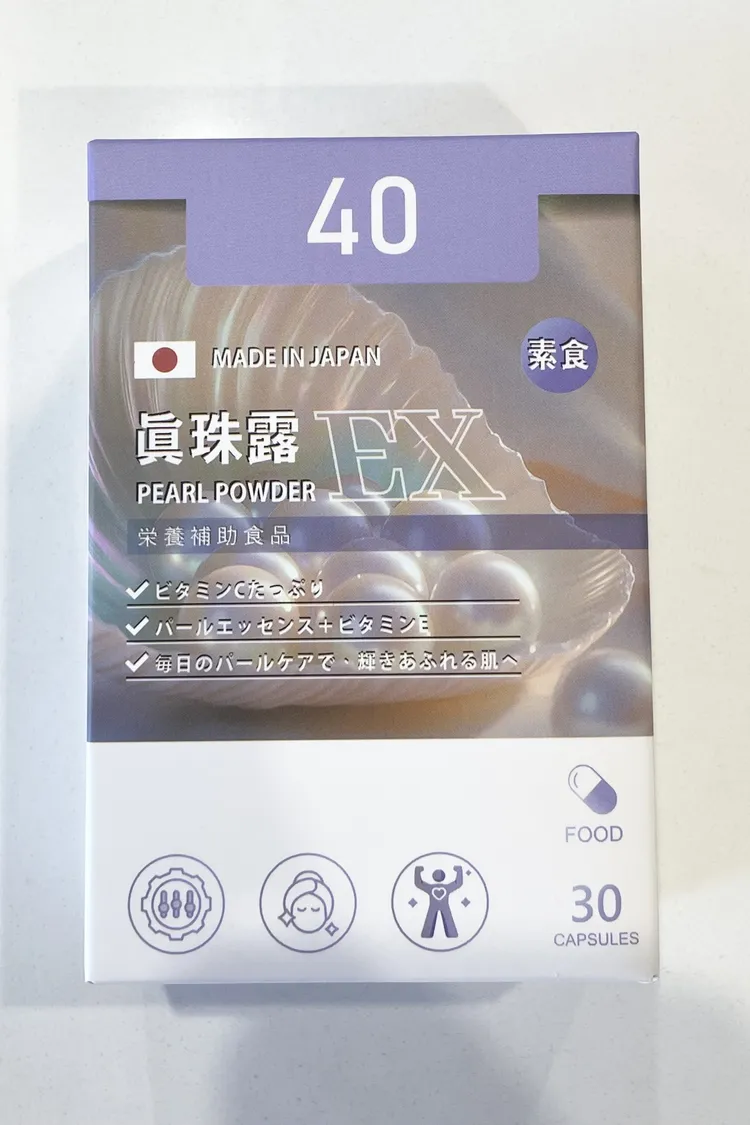 40
MADE IN JAPAN
素食
眞珠露 EX
PEARL POWDER
栄養補助食品
ビタミンCたっぷり
パールエッセンス+ビタミンE
毎日のパールケアで・輝きあふれる肌へ
FOOD
30
CAPSULES